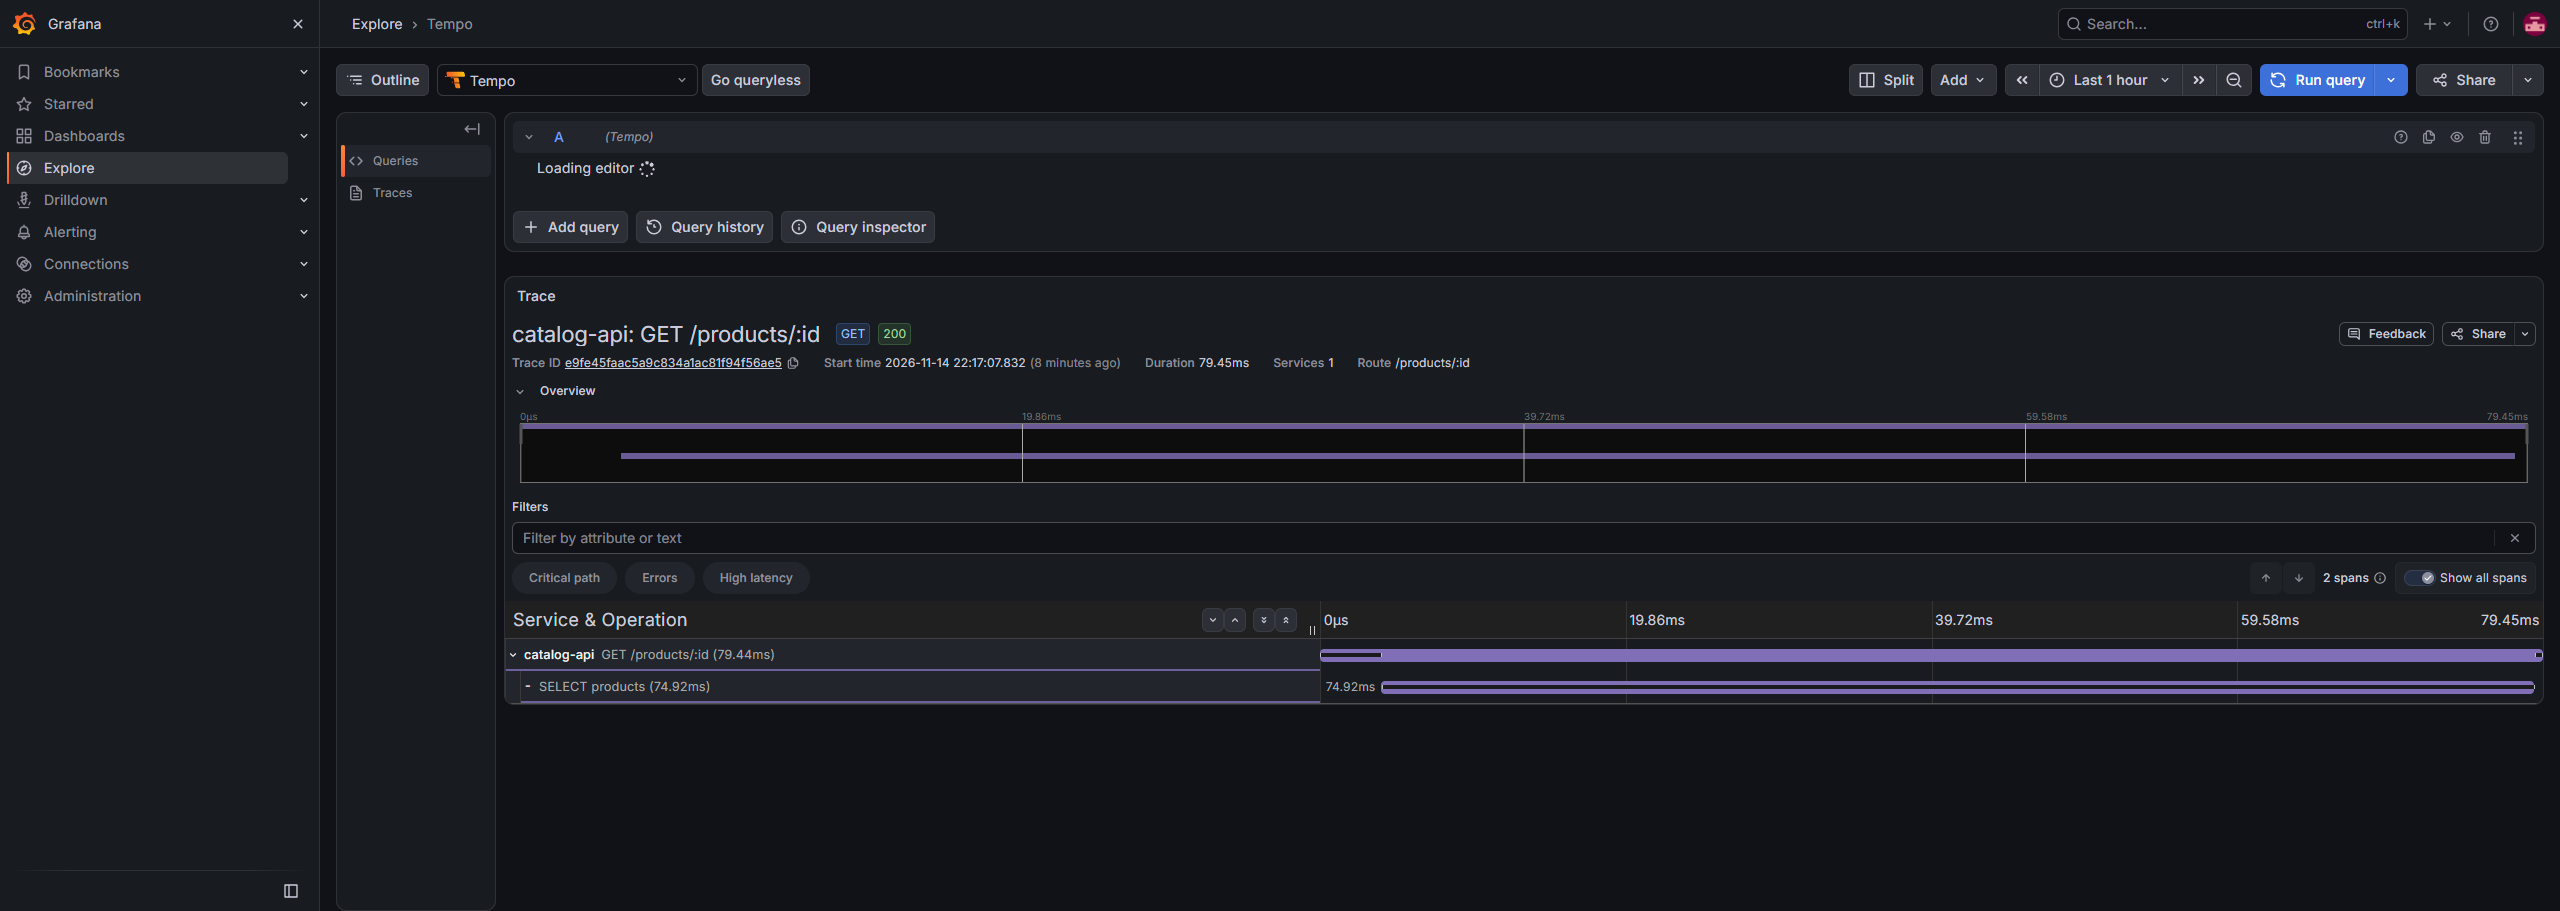 Grafana
Explore › Tempo
Search...
ctrl+k
Bookmarks
Starred
Dashboards
Explore
Drilldown
Alerting
Connections
Administration
Outline
Tempo
Go queryless
Split
Add
Last 1 hour
Run query
Share
Queries
Traces
A (Tempo)
Loading editor
Add query
Query history
Query inspector
Trace
catalog-api: GET /products/:id GET 200
Feedback
Share
Trace ID e9fe45faac5a9c834a1ac81f94f56ae5 Start time 2026-11-14 22:17:07.832 (8 minutes ago) Duration 79.45ms Services 1 Route /products/:id
Overview
0μs 19.86ms 39.72ms 59.58ms 79.45ms
Filters
Filter by attribute or text
Critical path
Errors
High latency
2 spans
Show all spans
Service & Operation
0μs 19.86ms 39.72ms 59.58ms 79.45ms
catalog-api GET /products/:id (79.44ms)
SELECT products (74.92ms)
74.92ms